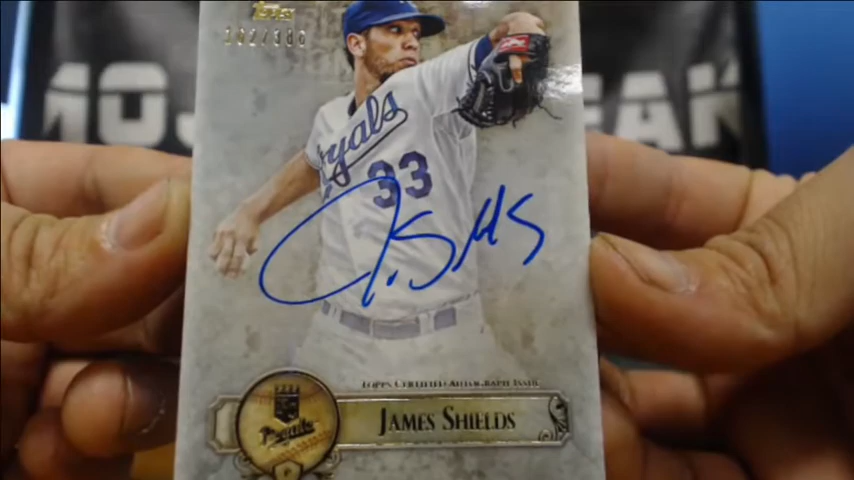 Topps
Royals
33
TOPPS CERTIFIED AUTOGRAPH ISSUE
JAMES SHIELDS
Royals
P